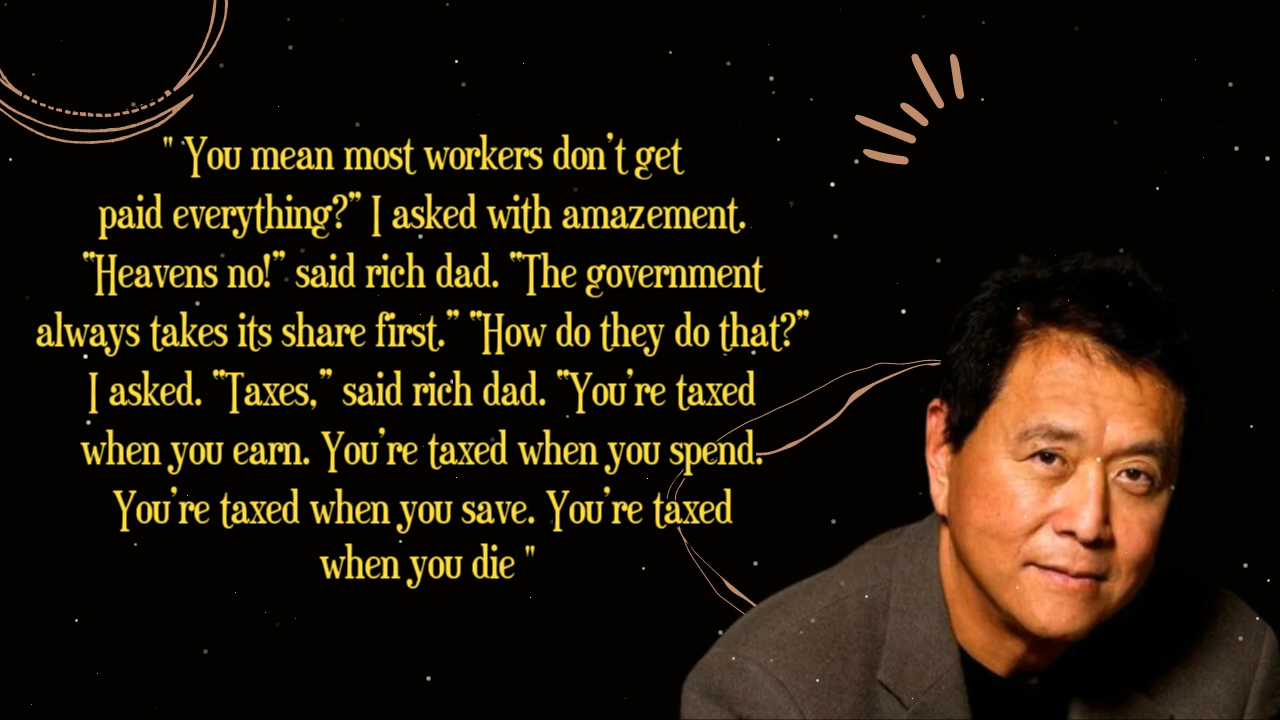 " You mean most workers don't get
paid everything?” I asked with amazement.
“Heavens no!” said rich dad. “The government
always takes its share first.” “How do they do that?”
I asked. “Taxes,” said rich dad. “You’re taxed
when you earn. You’re taxed when you spend.
You’re taxed when you save. You’re taxed
when you die "